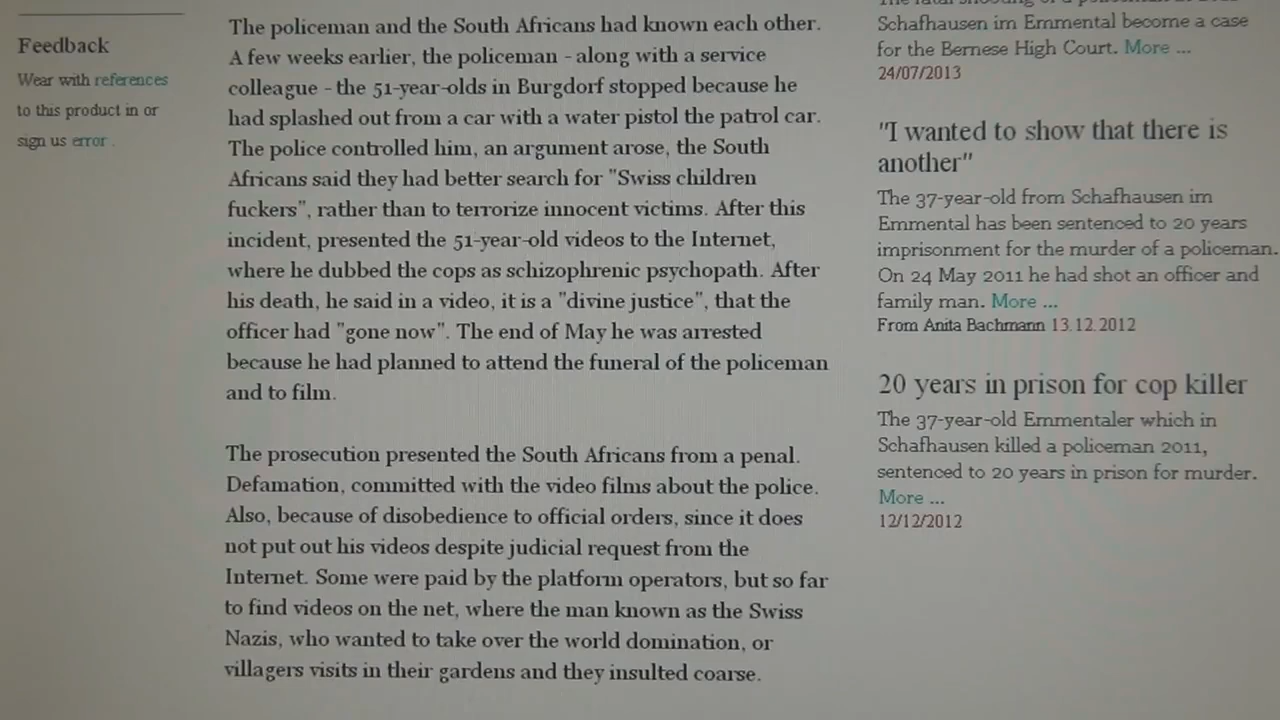 Feedback
Wear with references
to this product in or
sign us error .
The policeman and the South Africans had known each other.
A few weeks earlier, the policeman - along with a service
colleague - the 51-year-olds in Burgdorf stopped because he
had splashed out from a car with a water pistol the patrol car.
The police controlled him, an argument arose, the South
Africans said they had better search for "Swiss children
fuckers", rather than to terrorize innocent victims. After this
incident, presented the 51-year-old videos to the Internet,
where he dubbed the cops as schizophrenic psychopath. After
his death, he said in a video, it is a "divine justice", that the
officer had "gone now". The end of May he was arrested
because he had planned to attend the funeral of the policeman
and to film.
The prosecution presented the South Africans from a penal.
Defamation, committed with the video films about the police.
Also, because of disobedience to official orders, since it does
not put out his videos despite judicial request from the
Internet. Some were paid by the platform operators, but so far
to find videos on the net, where the man known as the Swiss
Nazis, who wanted to take over the world domination, or
villagers visits in their gardens and they insulted coarse.
Schafhausen im Emmental become a case
for the Bernese High Court. More ...
24/07/2013
"I wanted to show that there is
another"
The 37-year-old from Schafhausen im
Emmental has been sentenced to 20 years
imprisonment for the murder of a policeman.
On 24 May 2011 he had shot an officer and
family man. More ...
From Anita Bachmann 13.12.2012
20 years in prison for cop killer
The 37-year-old Emmentaler which in
Schafhausen killed a policeman 2011,
sentenced to 20 years in prison for murder.
More ...
12/12/2012